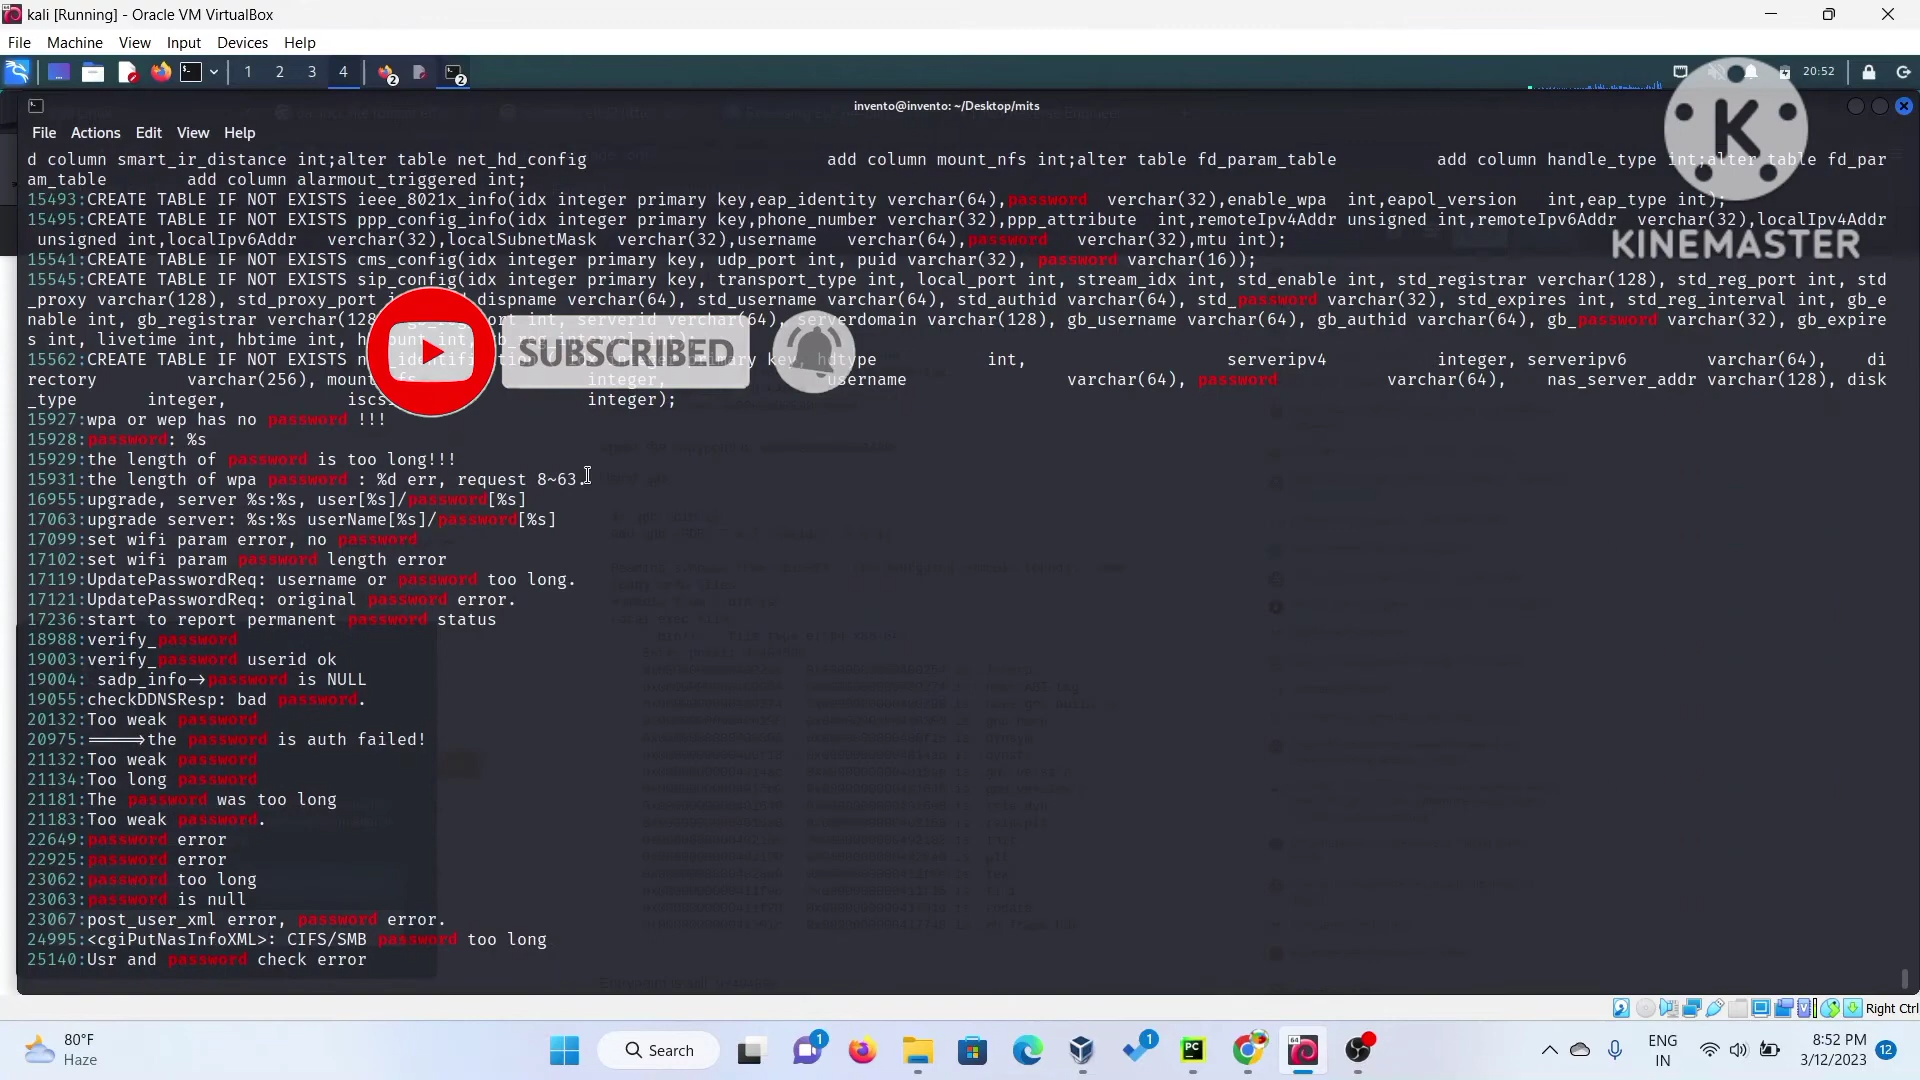 kali [Running] - Oracle VM VirtualBox
File Machine View Input Devices Help
1 2 3 4 2 2 20:52
invento@invento: ~/Desktop/mits
File Actions Edit View Help
KINEMASTER
d column smart_ir_distance int;alter table net_hd_config add column mount_nfs int;alter table fd_param_table add column handle_type int;alter table fd_par
am_table add column alarmout_triggered int;
15493:CREATE TABLE IF NOT EXISTS ieee_8021x_info(idx integer primary key,eap_identity varchar(64),password verchar(32),enable_wpa int,eapol_version int,eap_type int);
15495:CREATE TABLE IF NOT EXISTS ppp_config_info(idx integer primary key,phone_number verchar(32),ppp_attribute int,remoteIpv4Addr unsigned int,remoteIpv6Addr verchar(32),localIpv4Addr
unsigned int,localIpv6Addr verchar(32),localSubnetMask verchar(32),username verchar(64),password verchar(32),mtu int);
15541:CREATE TABLE IF NOT EXISTS cms_config(idx integer primary key, udp_port int, puid varchar(32), password varchar(16));
15545:CREATE TABLE IF NOT EXISTS sip_config(idx integer primary key, transport_type int, local_port int, stream_idx int, std_enable int, std_registrar verchar(128), std_reg_port int, std
_proxy varchar(128), std_proxy_port dispname verchar(64), std_username varchar(64), std_authid varchar(64), std_password varchar(32), std_expires int, std_reg_interval int, gb_e
nable int, gb_registrar varchar(128 int, serverid verchar(64), serverdomain varchar(128), gb_username varchar(64), gb_authid varchar(64), gb_password varchar(32), gb_expire
s int, livetime int, hbtime int,
15562:CREATE TABLE IF NOT EXISTS integer primary key, hdtype int, serveripv4 integer, serveripv6 varchar(64), di
rectory varchar(256), integer, username varchar(64), password varchar(64), nas_server_addr varchar(128), disk
_type integer, integer);
SUBSCRIBED
15927:wpa or wep has no password !!!
15928:password: %s
15929:the length of password is too long!!!
15931:the length of wpa password : %d err, request 8~63.
16955:upgrade, server %s:%s, user[%s]/password[%s]
17063:upgrade server: %s:%s userName[%s]/password[%s]
17099:set wifi param error, no password
17102:set wifi param password length error
17119:UpdatePasswordReq: username or password too long.
17121:UpdatePasswordReq: original password error.
17236:start to report permanent password status
18988:verify_password
19003:verify_password userid ok
19004: sadp_info->password is NULL
19055:checkDDNSResp: bad password.
20132:Too weak password
20975:=====>the password is auth failed!
21132:Too weak password
21134:Too long password
21181:The password was too long
21183:Too weak password.
22649:password error
22925:password error
23062:password too long
23063:password is null
23067:post_user_xml error, password error.
24995:<cgiPutNasInfoXML>: CIFS/SMB password too long
25140:Usr and password check error
Right Ctrl
80°F
Haze
Search
1
1
ENG
IN
8:52 PM
3/12/2023
12